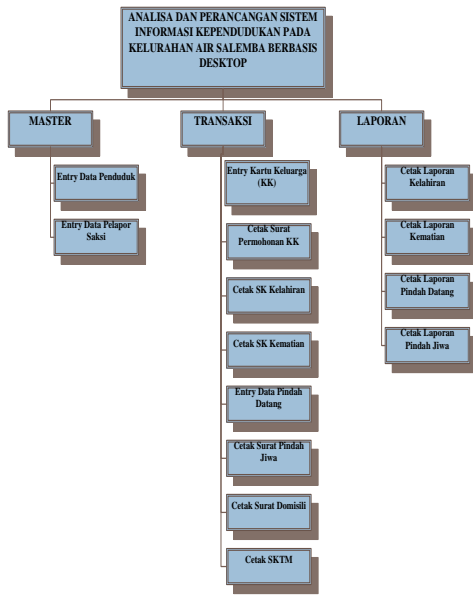 ANALISA DAN PERANCANGAN SISTEM
INFORMASI KEPENDUDUKAN PADA
KELURAHAN AIR SALEMBA BERBASIS
DESKTOP
MASTER
Entry Data Penduduk
Entry Data Pelapor
Saksi
TRANSAKSI
Entry Kartu Keluarga
(KK)
Cetak Surat
Permohonan KK
Cetak SK Kelahiran
Cetak SK Kematian
Entry Data Pindah
Datang
Cetak Surat Pindah
Jiwa
Cetak Surat Domisili
Cetak SKTM
LAPORAN
Cetak Laporan
Kelahiran
Cetak Laporan
Kematian
Cetak Laporan
Pindah Datang
Cetak Laporan
Pindah Jiwa